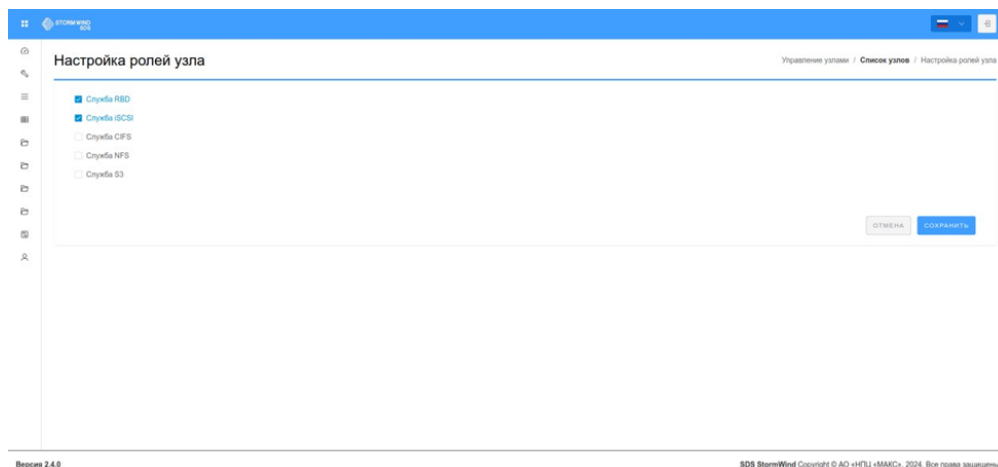 STORMWIND
SDS
Настройка ролей узла
Управление узлами / Список узлов / Настройка ролей узла
Служба RBD
Служба iSCSI
Служба CIFS
Служба NFS
Служба S3
ОТМЕНА
СОХРАНИТЬ
Версия 2.4.0
SDS StormWind Copyright © АО «НПЦ «МАКС», 2024. Все права защищены